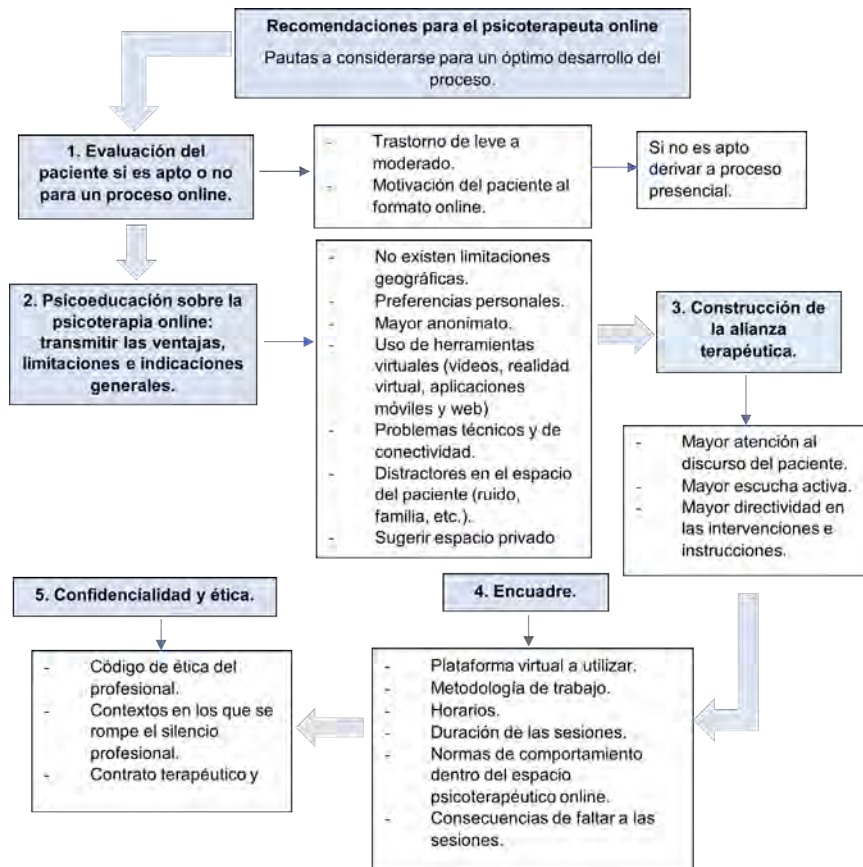 Recomendaciones para el psicoterapeuta online
Pautas a considerarse para un óptimo desarrollo del
proceso.
1. Evaluación del
paciente si es apto o no
para un proceso online.
- Trastorno de leve a
moderado.
- Motivación del paciente al
formato online.
Si no es apto
derivar a proceso
presencial.
2. Psicoeducación sobre la
psicoterapia online:
transmitir las ventajas,
limitaciones e indicaciones
generales.
- No existen limitaciones
geográficas.
- Preferencias personales.
- Mayor anonimato.
- Uso de herramientas
virtuales (videos, realidad
virtual, aplicaciones
móviles y web)
- Problemas técnicos y de
conectividad.
- Distractores en el espacio
del paciente (ruido,
familia, etc.).
- Sugerir espacio privado
3. Construcción de
la alianza
terapéutica.
- Mayor atención al
discurso del paciente.
- Mayor escucha activa.
- Mayor directividad en
las intervenciones e
instrucciones.
4. Encuadre.
- Plataforma virtual a utilizar.
- Metodología de trabajo.
- Horarios.
- Duración de las sesiones.
- Normas de comportamiento
dentro del espacio
psicoterapéutico online.
- Consecuencias de faltar a las
sesiones.
5. Confidencialidad y ética.
- Código de ética del
profesional.
- Contextos en los que se
rompe el silencio
profesional.
- Contrato terapéutico y